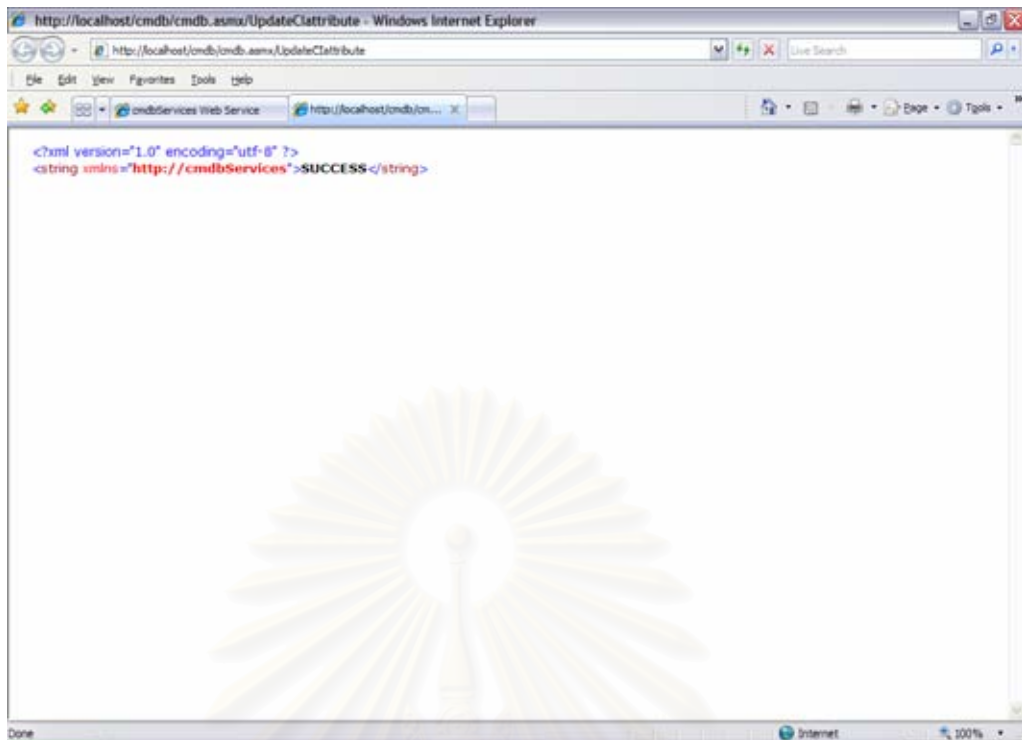 http://localhost/cmdb/cmdb.asmx/UpdateCIattribute - Windows Internet Explorer
http://localhost/cmdb/cmdb.asmx/UpdateCIattribute
Live Search
File Edit View Favorites Tools Help
cmdbServices Web Service
http://localhost/cmdb/cm...
Page
Tools
<?xml version="1.0" encoding="utf-8" ?>
<string xmlns="http://cmdbServices">SUCCESS</string>
Done
Internet
100%